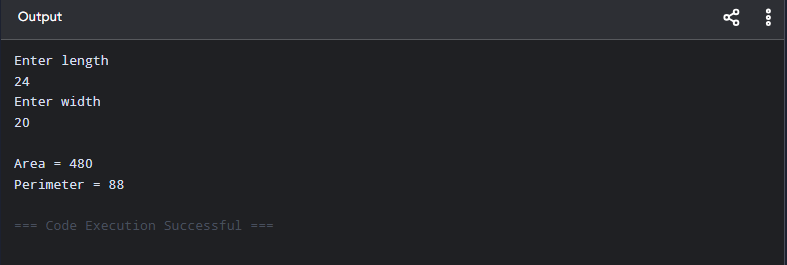 Output
Enter length
24
Enter width
20
Area = 480
Perimeter = 88
=== Code Execution Successful ===